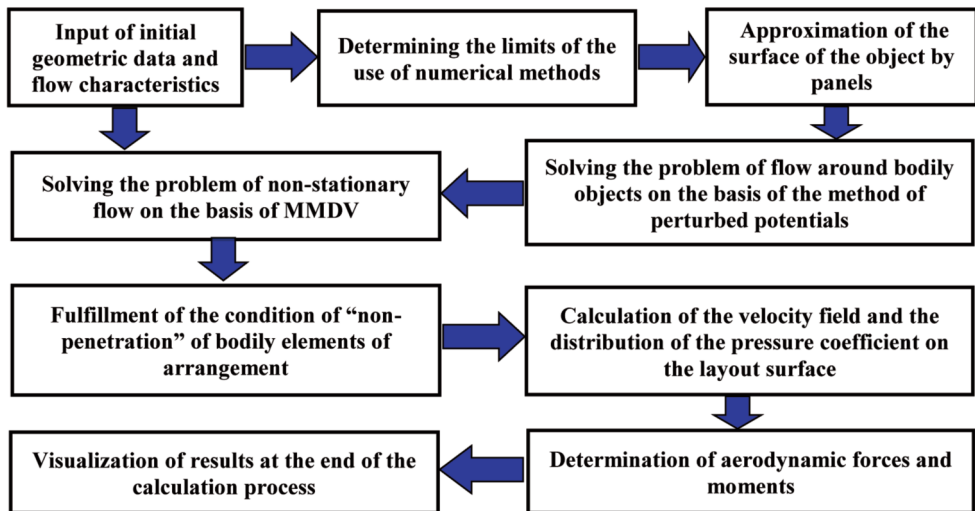 Input of initial
geometric data and
flow characteristics
Determining the limits of the
use of numerical methods
Approximation of the
surface of the object by
panels
Solving the problem of non-stationary
flow on the basis of MMDV
Solving the problem of flow around bodily
objects on the basis of the method of
perturbed potentials
Fulfillment of the condition of “non-
penetration” of bodily elements of
arrangement
Calculation of the velocity field and the
distribution of the pressure coefficient on
the layout surface
Visualization of results at the end of the
calculation process
Determination of aerodynamic forces and
moments